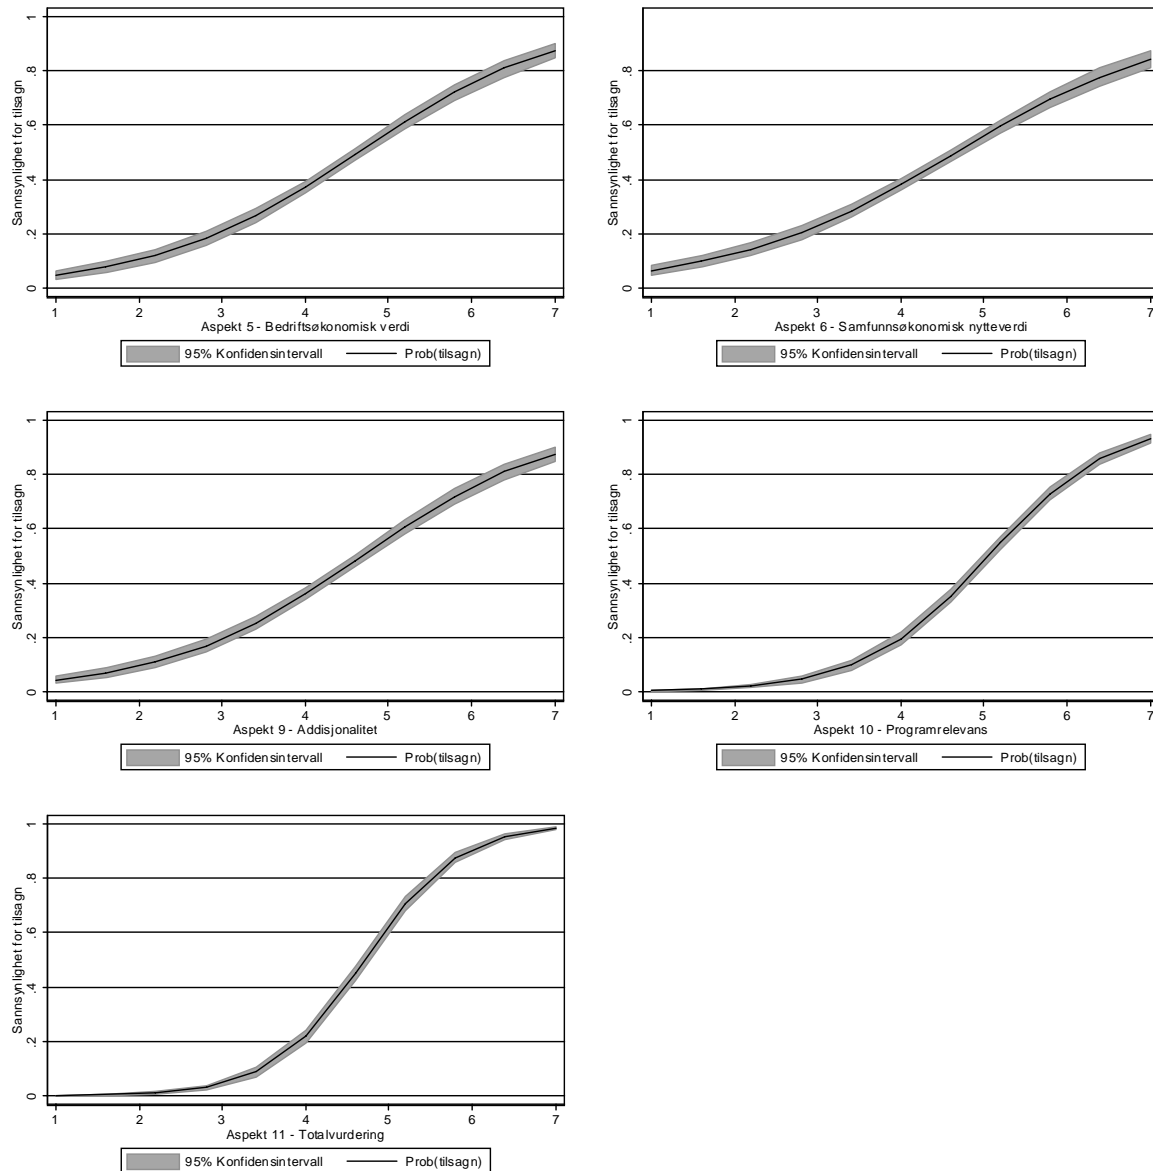 Sannsynlighet for tilsagn
0 .2 .4 .6 .8 1
1 2 3 4 5 6 7
Aspekt 5 - Bedriftsøkonomisk verdi
95% Konfidensintervall Prob(tilsagn)
Sannsynlighet for tilsagn
0 .2 .4 .6 .8 1
1 2 3 4 5 6 7
Aspekt 6 - Samfunnsøkonomisk nytteverdi
95% Konfidensintervall Prob(tilsagn)
Sannsynlighet for tilsagn
0 .2 .4 .6 .8 1
1 2 3 4 5 6 7
Aspekt 9 - Addisjonalitet
95% Konfidensintervall Prob(tilsagn)
Sannsynlighet for tilsagn
0 .2 .4 .6 .8 1
1 2 3 4 5 6 7
Aspekt 10 - Programrelevans
95% Konfidensintervall Prob(tilsagn)
Sannsynlighet for tilsagn
0 .2 .4 .6 .8 1
1 2 3 4 5 6 7
Aspekt 11 - Totalvurdering
95% Konfidensintervall Prob(tilsagn)